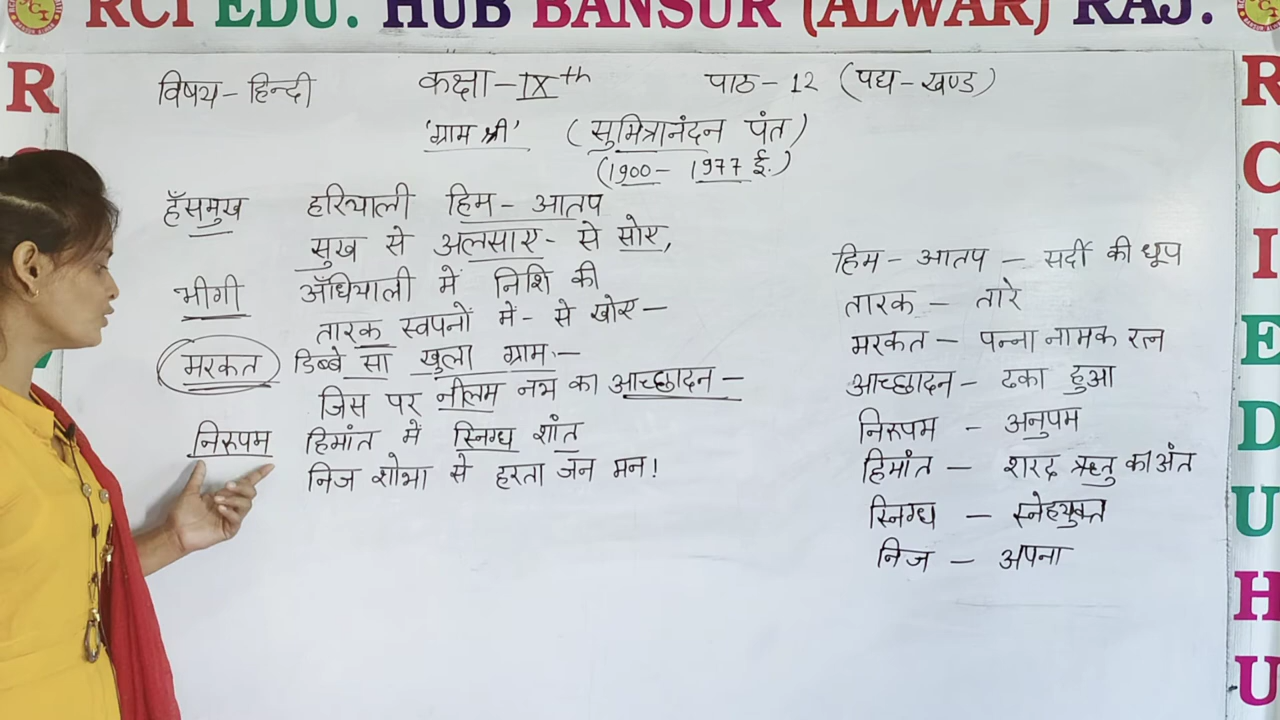 RCI EDU. HUB BANSUR (ALWAR) RAJ.
विषय - हिन्दी कक्षा - IXth पाठ - 12 (पद्य - खण्ड)
'ग्राम श्री' (सुमित्रानंदन पंत)
(1900 - 1977 ई.)
हँसमुख हरियाली हिम - आतप
सुख से अलसाए - से सोए,
भीगी अँधियाली में निशि की
तारक स्वपनों में - से खोए -
मरकत डिब्बे सा खुला ग्राम :-
जिस पर नीलम नभ का आच्छादन -
निरूपम हिमांत में स्निग्ध शांत
निज शोभा से हरता जन मन !
हिम - आतप - सर्दी की धूप
तारक - तारे
मरकत - पन्ना नामक रत्न
आच्छादन - ढका हुआ
निरूपम - अनुपम
हिमांत - शरद ऋतु का अंत
स्निग्ध - स्नेहयुक्त
निज - अपना
R
R
C
I
E
D
U
H
U